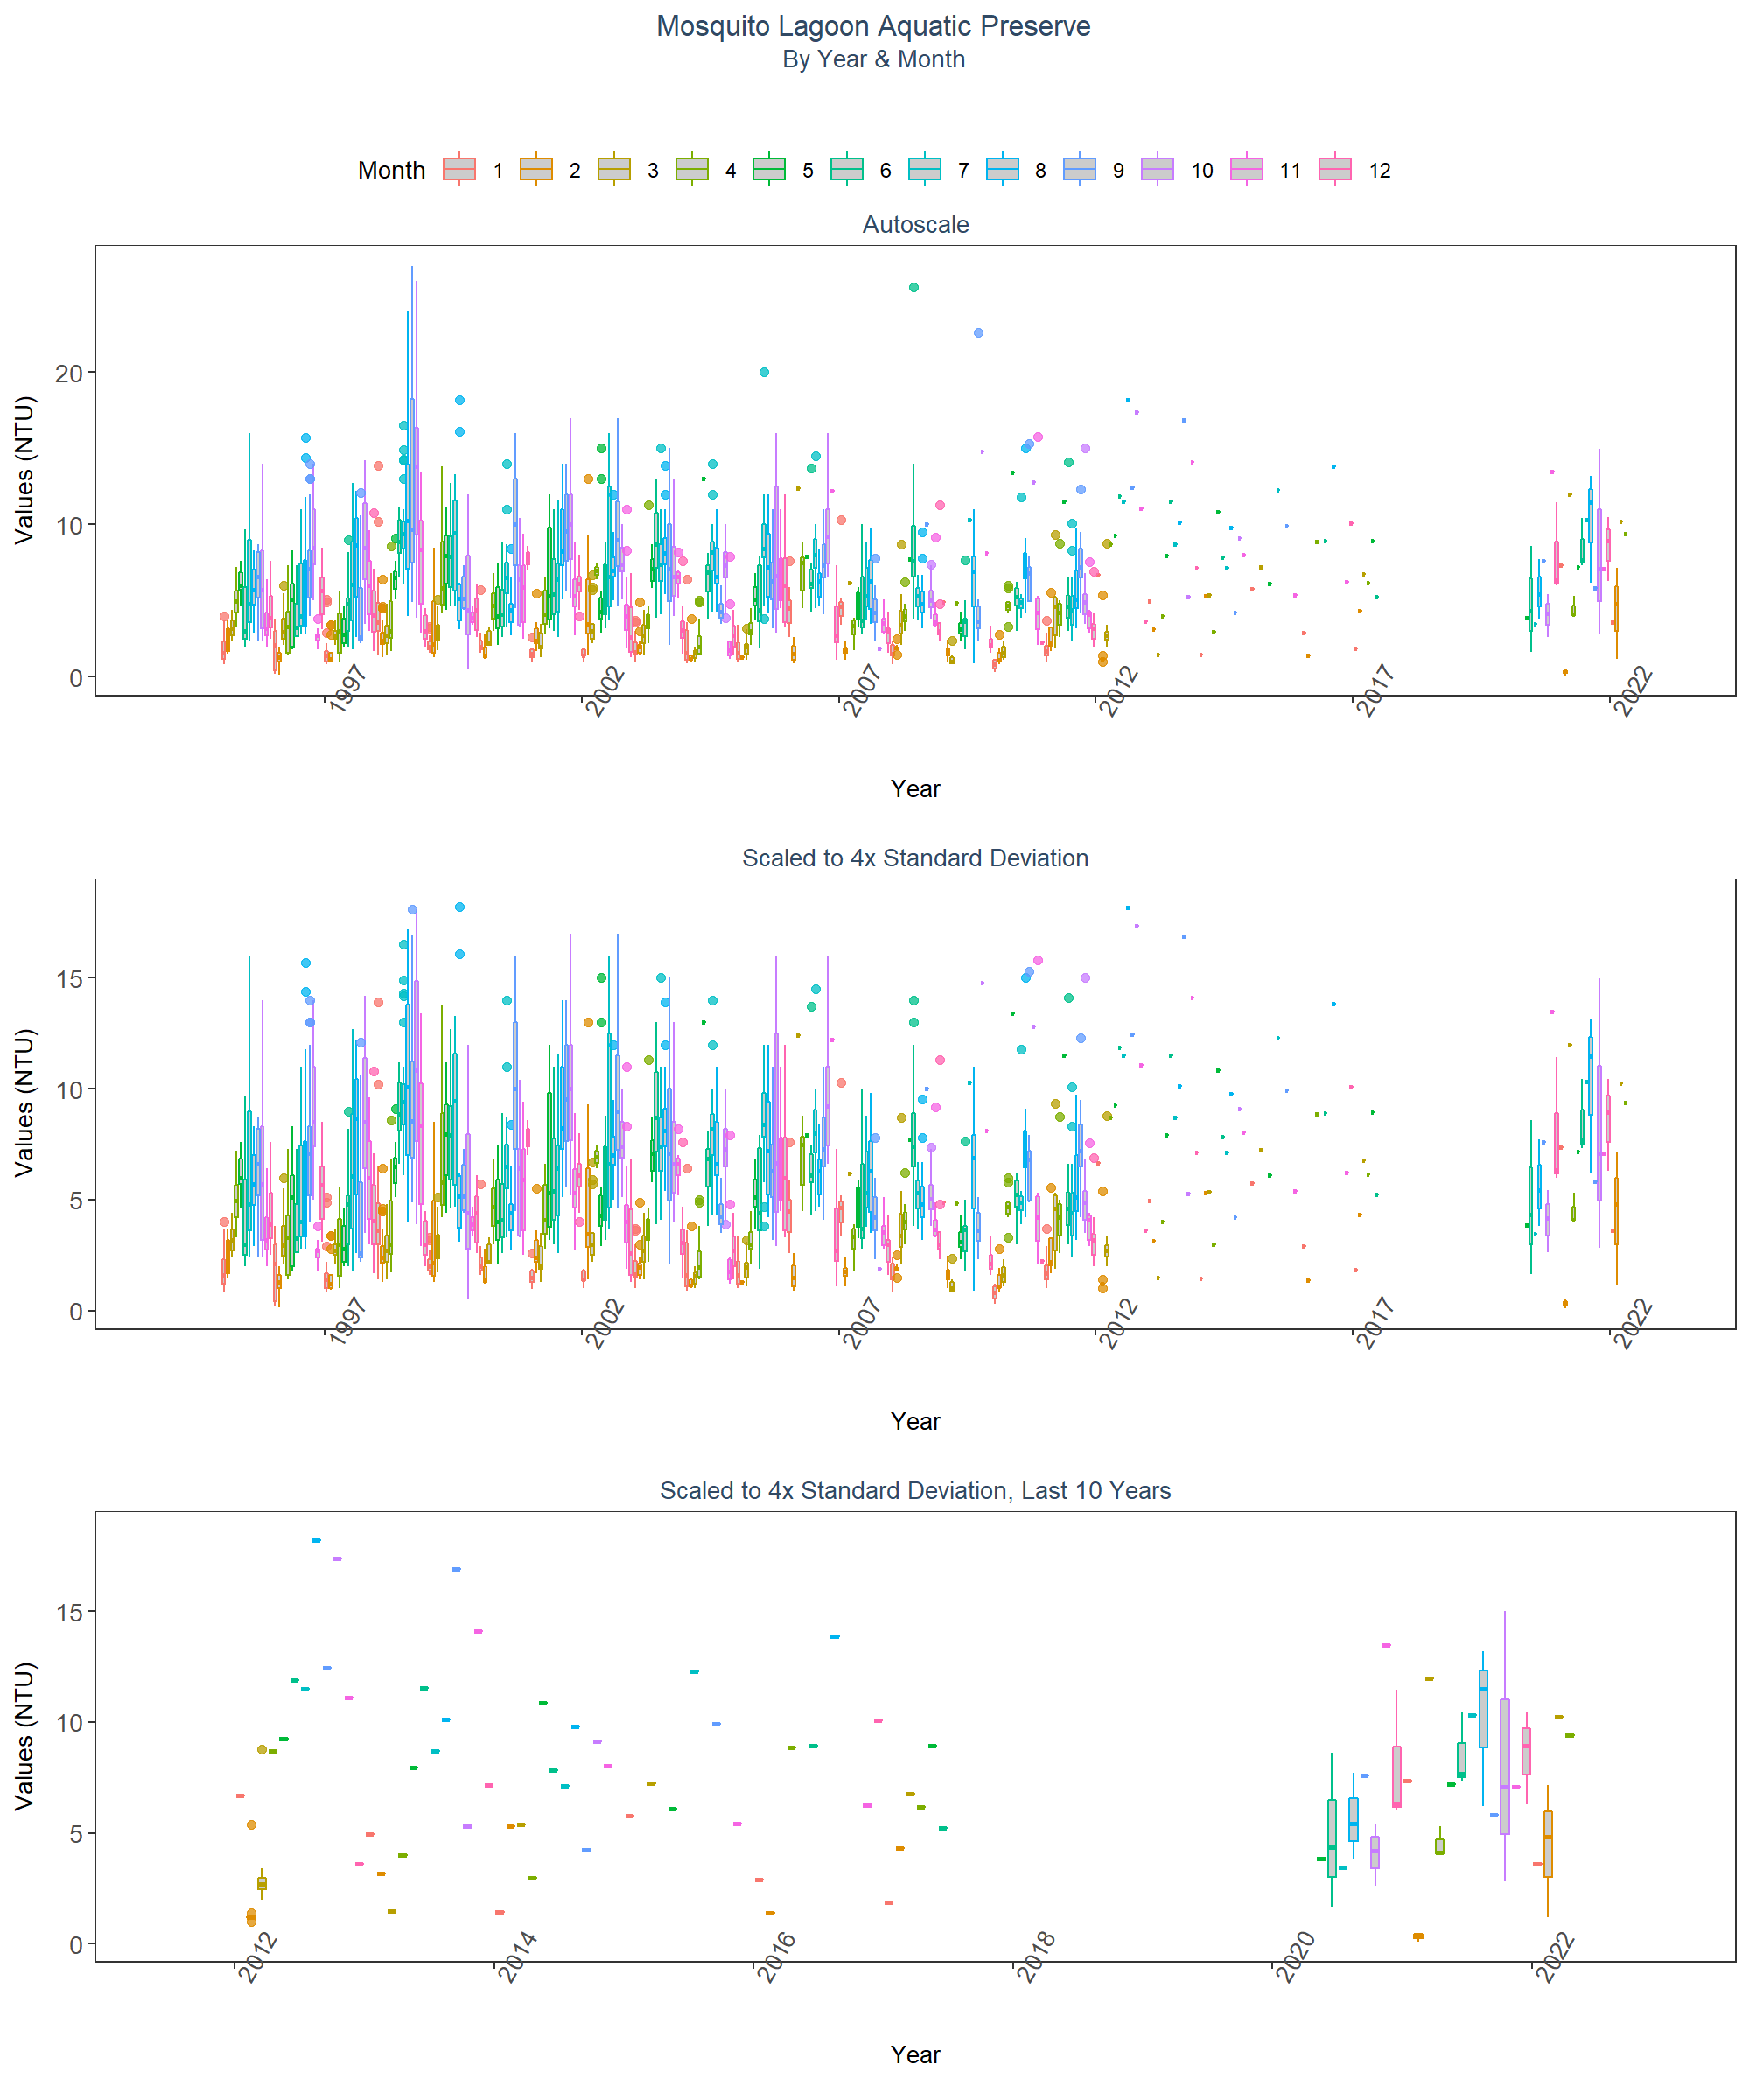 Mosquito Lagoon Aquatic Preserve
By Year & Month
Month 1 2 3 4 5 6 7 8 9 10 11 12
Autoscale
Values (NTU)
20
10
0
1997 2002 2007 2012 2017 2022
Year
Scaled to 4x Standard Deviation
Values (NTU)
15
10
5
0
1997 2002 2007 2012 2017 2022
Year
Scaled to 4x Standard Deviation, Last 10 Years
Values (NTU)
15
10
5
0
2012 2014 2016 2018 2020 2022
Year